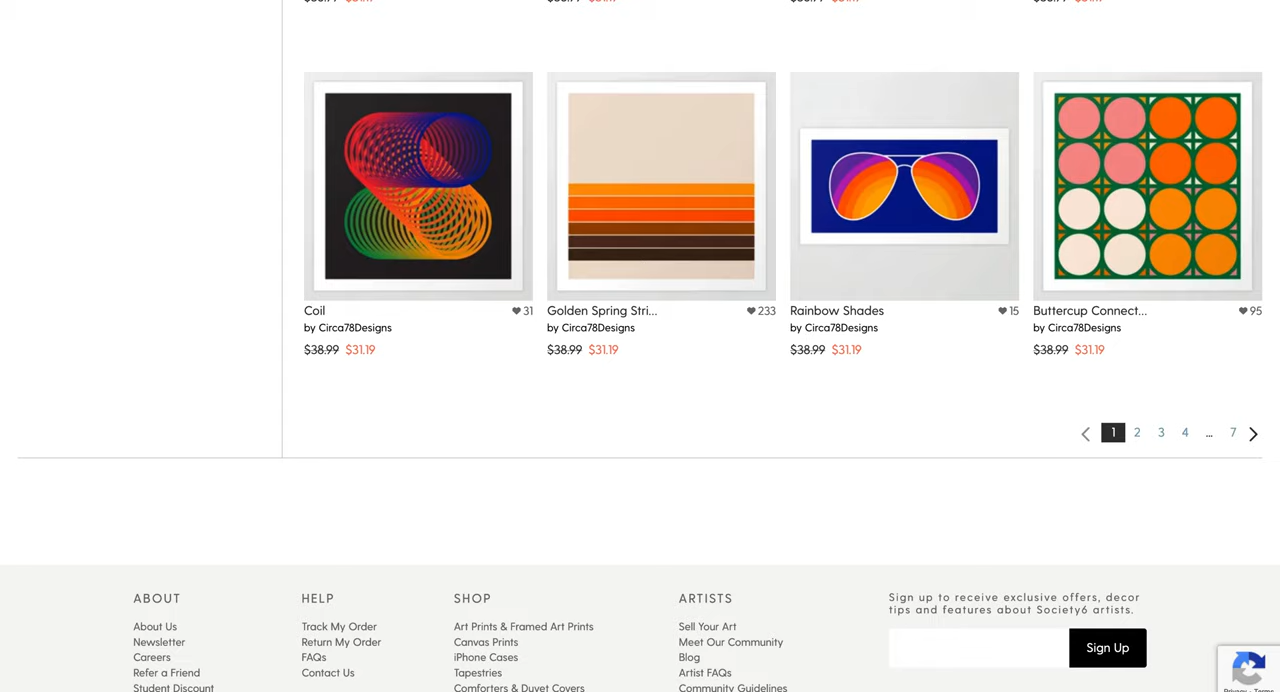 Coil 31 Golden Spring Stri... 233 Rainbow Shades 15 Buttercup Connect... 95
by Circa78Designs by Circa78Designs by Circa78Designs by Circa78Designs
$38.99 $31.19 $38.99 $31.19 $38.99 $31.19 $38.99 $31.19
1 2 3 4 ... 7
ABOUT
About Us
Newsletter
Careers
Refer a Friend
Student Discount
HELP
Track My Order
Return My Order
FAQs
Contact Us
SHOP
Art Prints & Framed Art Prints
Canvas Prints
iPhone Cases
Tapestries
Comforters & Duvet Covers
ARTISTS
Sell Your Art
Meet Our Community
Blog
Artist FAQs
Community Guidelines
Sign up to receive exclusive offers, decor
tips and features about Society6 artists.
Sign Up
Privacy - Terms